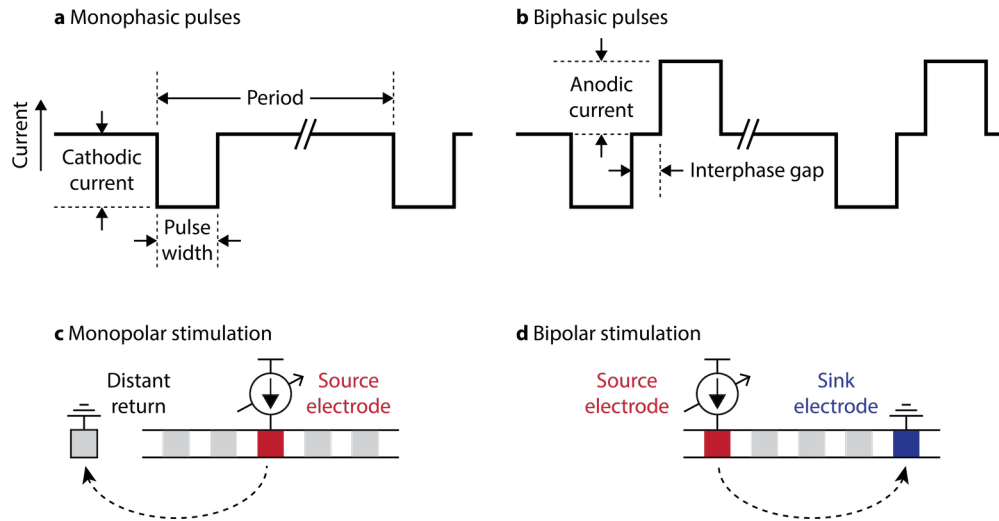 a Monophasic pulses
Current
Period
Cathodic
current
Pulse
width
b Biphasic pulses
Anodic
current
Interphase gap
c Monopolar stimulation
Distant
return
Source
electrode
d Bipolar stimulation
Source
electrode
Sink
electrode